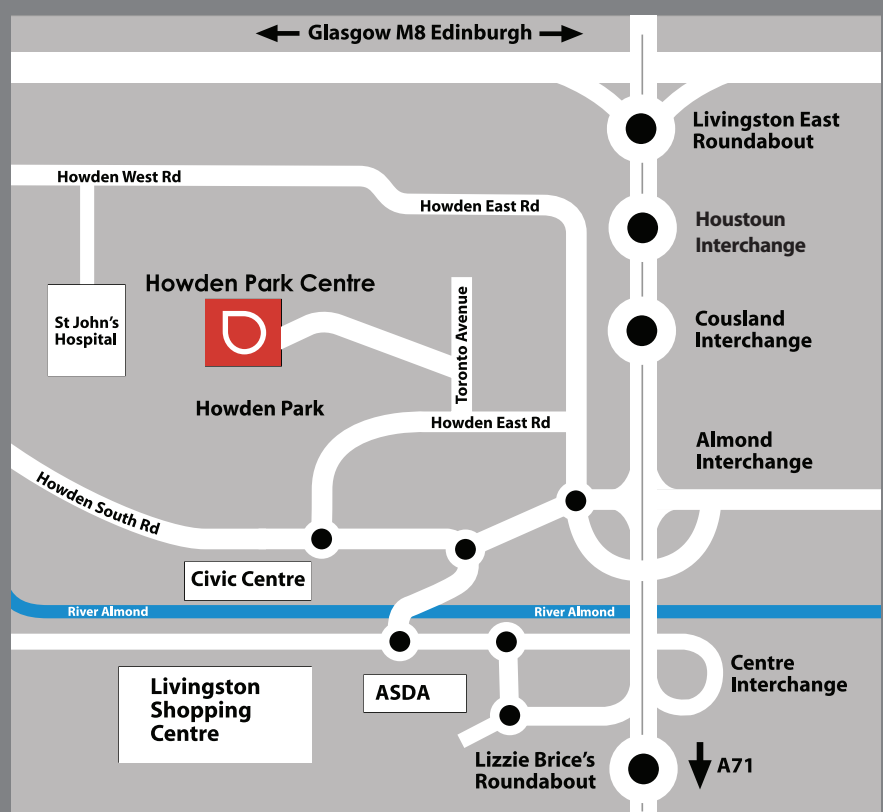 Glasgow M8 Edinburgh
Livingston East
Roundabout
Howden West Rd
Howden East Rd
Houstoun
Interchange
Howden Park Centre
St John's
Hospital
Toronto Avenue
Cousland
Interchange
Howden Park
Howden East Rd
Almond
Interchange
Howden South Rd
Civic Centre
River Almond
River Almond
Livingston
Shopping
Centre
ASDA
Centre
Interchange
Lizzie Brice's
Roundabout
A71